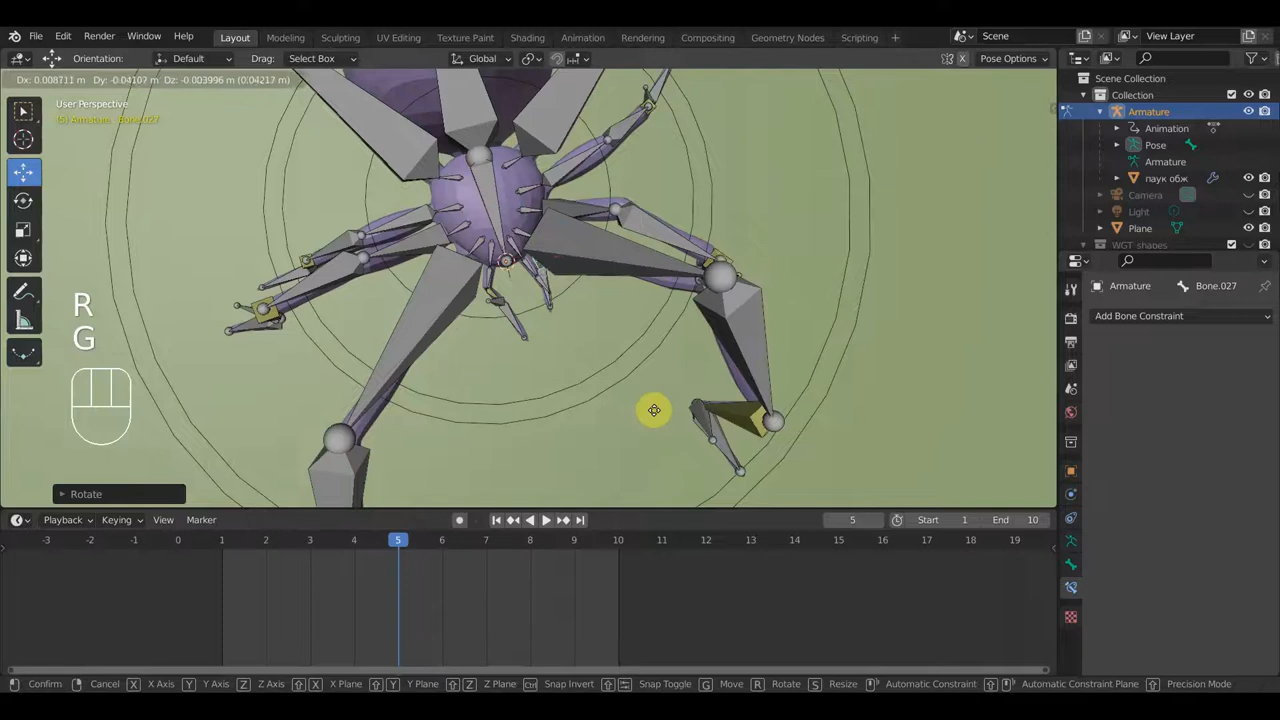 File Edit Render Window Help Layout Modeling Sculpting UV Editing Texture Paint Shading Animation Rendering Compositing Geometry Nodes Scripting + Scene View Layer
Orientation: Default Drag: Select Box Global X Pose Options
Dx: 0.008711 m Dy: -0.04107 m Dz: -0.003996 m (0.04217 m)
User Perspective
(5) Armature : Bone.027
Scene Collection
Collection
Armature
Animation
Pose
Armature
паук обж
Camera
Light
Plane
WGT_shapes
Armature Bone.027
Add Bone Constraint
R
G
Rotate
Playback Keying View Marker 5 Start 1 End 10
-3 -2 -1 0 1 2 3 4 5 6 7 8 9 10 11 12 13 14 15 16 17 18 19
Confirm Cancel X X Axis Y Y Axis Z Z Axis X X Plane Y Y Plane Z Z Plane Ctrl Snap Invert Snap Toggle G Move R Rotate S Resize Automatic Constraint Automatic Constraint Plane Precision Mode